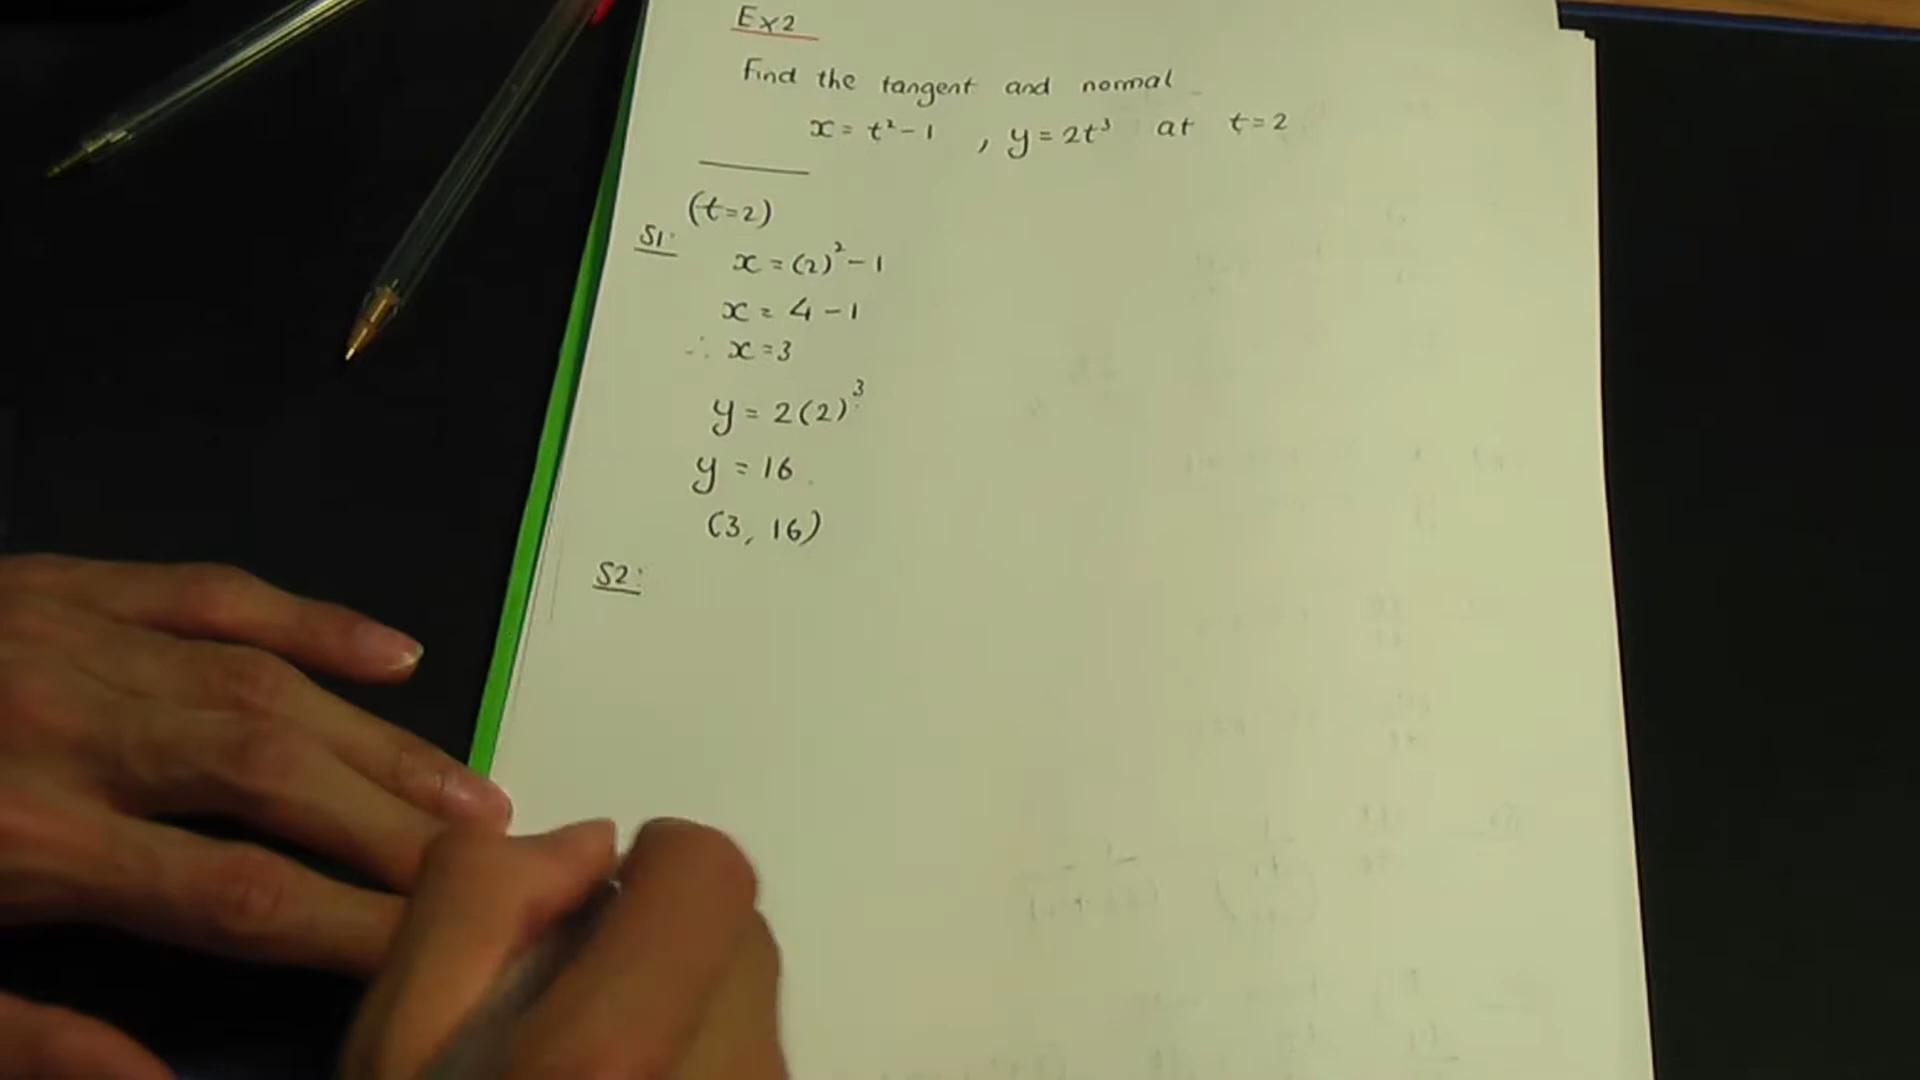 Ex2
Find the tangent and normal
x = t² - 1 , y = 2t³ at t = 2
(t=2)
S1:
x = (2)² - 1
x = 4 - 1
∴ x = 3
y = 2(2)³
y = 16
(3, 16)
S2: